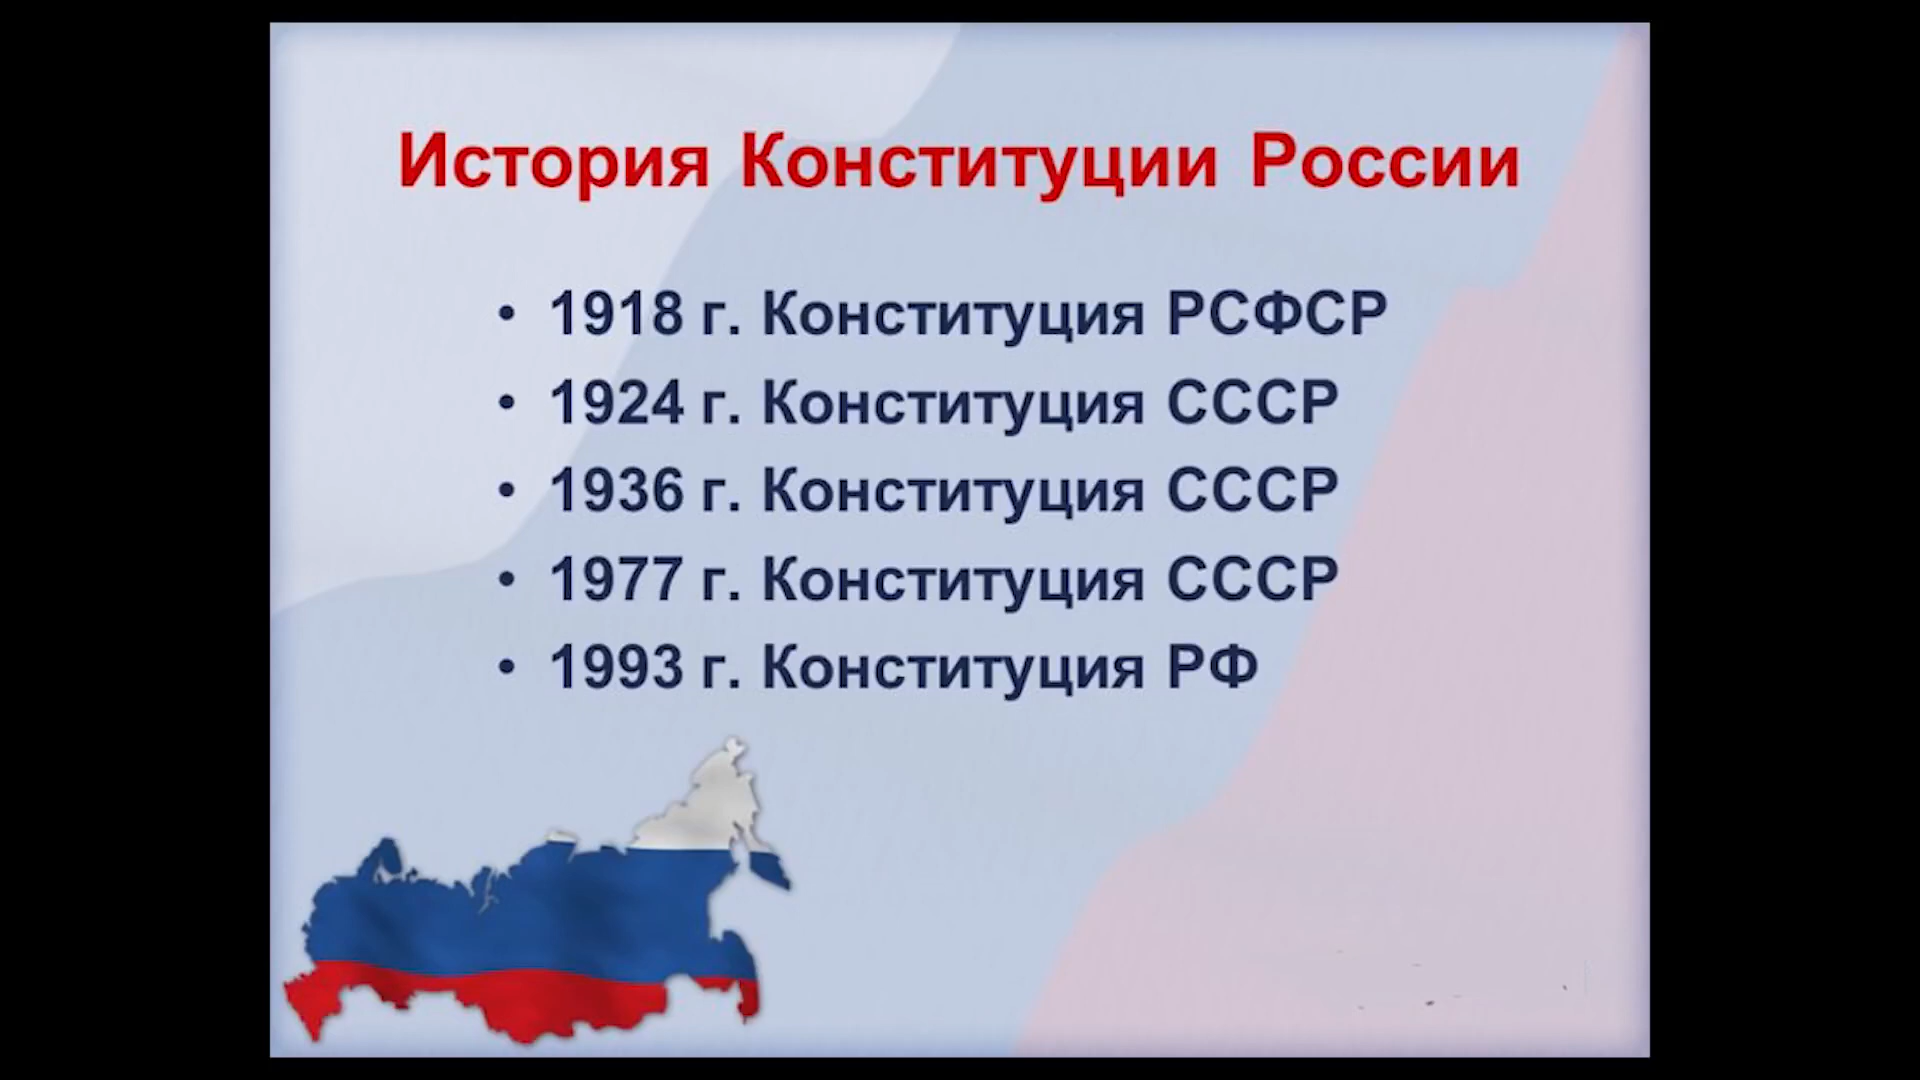 История Конституции России
• 1918 г. Конституция РСФСР
• 1924 г. Конституция СССР
• 1936 г. Конституция СССР
• 1977 г. Конституция СССР
• 1993 г. Конституция РФ